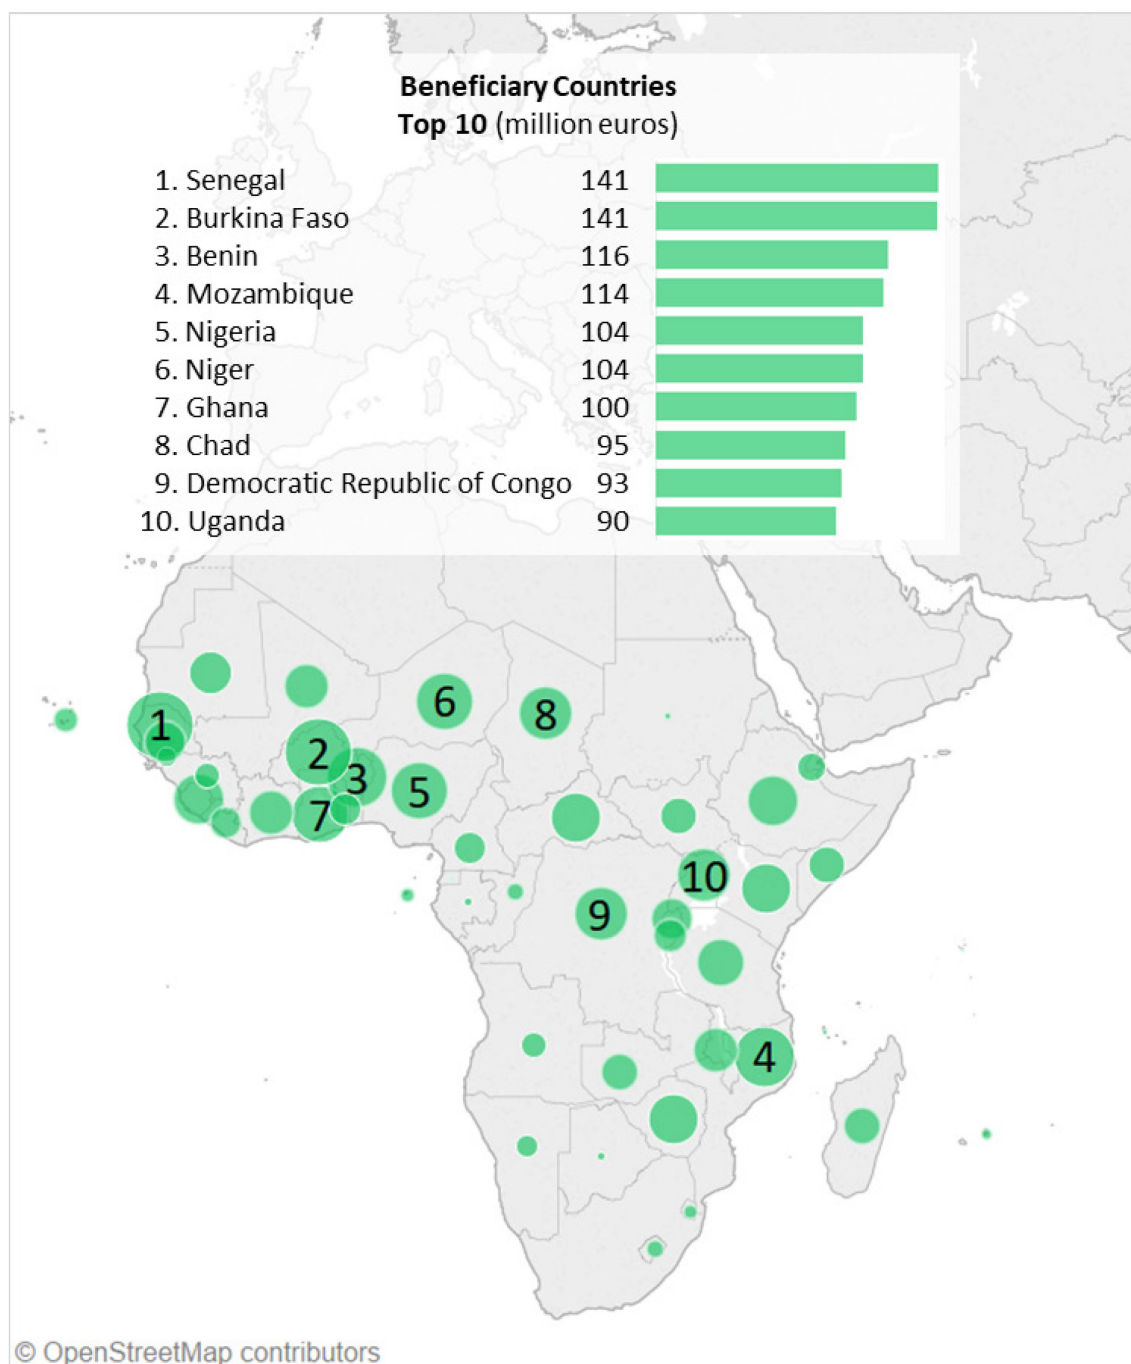 Beneficiary Countries
Top 10 (million euros)
1. Senegal 141
2. Burkina Faso 141
3. Benin 116
4. Mozambique 114
5. Nigeria 104
6. Niger 104
7. Ghana 100
8. Chad 95
9. Democratic Republic of Congo 93
10. Uganda 90
6
8
1
2
3
5
7
10
9
4
© OpenStreetMap contributors